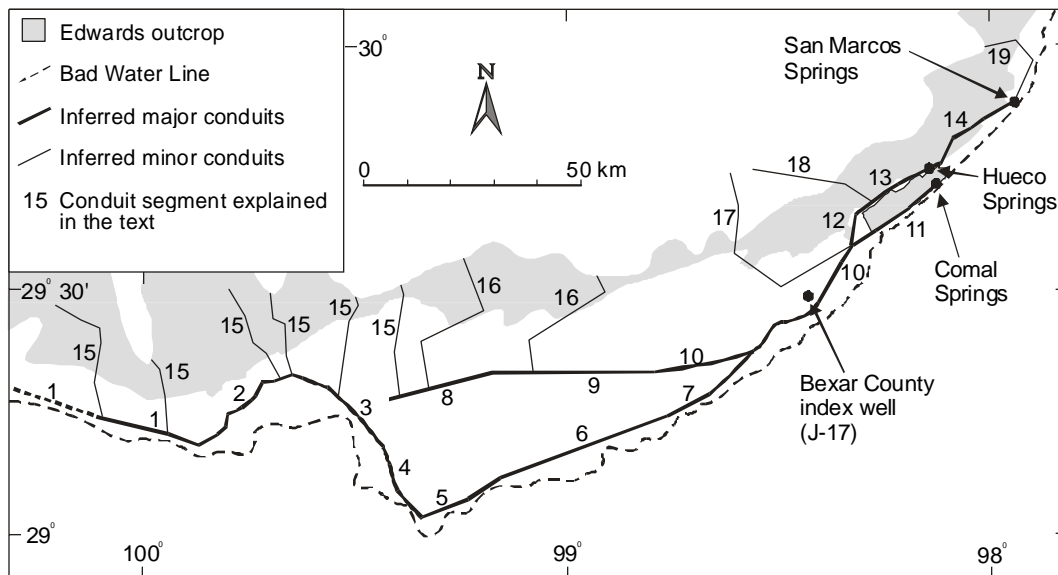 Edwards outcrop
Bad Water Line
Inferred major conduits
Inferred minor conduits
15 Conduit segment explained
in the text
N
0 50 km
30°
29° 30'
29°
100°
99°
98°
San Marcos
Springs
Hueco
Springs
Comal
Springs
Bexar County
index well
(J-17)
19
14
18
13
17
12
11
10
16
16
15
15
15
15
15
15
1
1
2
3
4
5
6
7
8
9
10